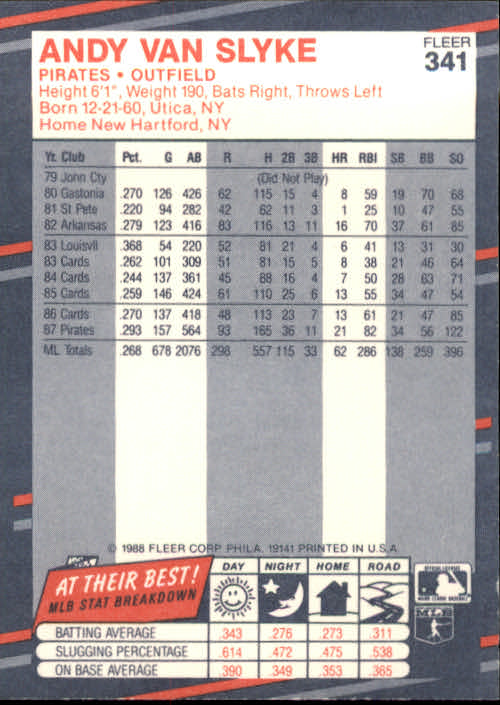 ANDY VAN SLYKE
FLEER
341
PIRATES • OUTFIELD
Height 6'1", Weight 190, Bats Right, Throws Left
Born 12-21-60, Utica, NY
Home New Hartford, NY
Yr. Club Pct. G AB R H 2B 3B HR RBI SB BB SO
79 John Cty (Did Not Play)
80 Gastonia .270 126 426 62 115 15 4 8 59 19 70 68
81 St Pete .220 94 282 42 62 11 3 1 25 10 47 55
82 Arkansas .279 123 416 83 116 13 11 16 70 37 61 85
83 Louisvll .368 54 220 52 81 21 4 6 41 13 31 30
83 Cards .262 101 309 51 81 15 5 8 38 21 46 64
84 Cards .244 137 361 45 88 16 4 7 50 28 63 71
85 Cards .259 146 424 61 110 25 6 13 55 34 47 54
86 Cards .270 137 418 48 113 23 7 13 61 21 47 85
87 Pirates .293 157 564 93 165 36 11 21 82 34 56 122
ML Totals .268 678 2076 298 557 115 33 62 286 138 259 396
© 1988 FLEER CORP. PHILA. 19141 PRINTED IN U.S.A.
AT THEIR BEST!
MLB STAT BREAKDOWN
DAY NIGHT HOME ROAD
BATTING AVERAGE .343 .276 .273 .311
SLUGGING PERCENTAGE .614 .472 .475 .538
ON BASE AVERAGE .390 .349 .353 .365